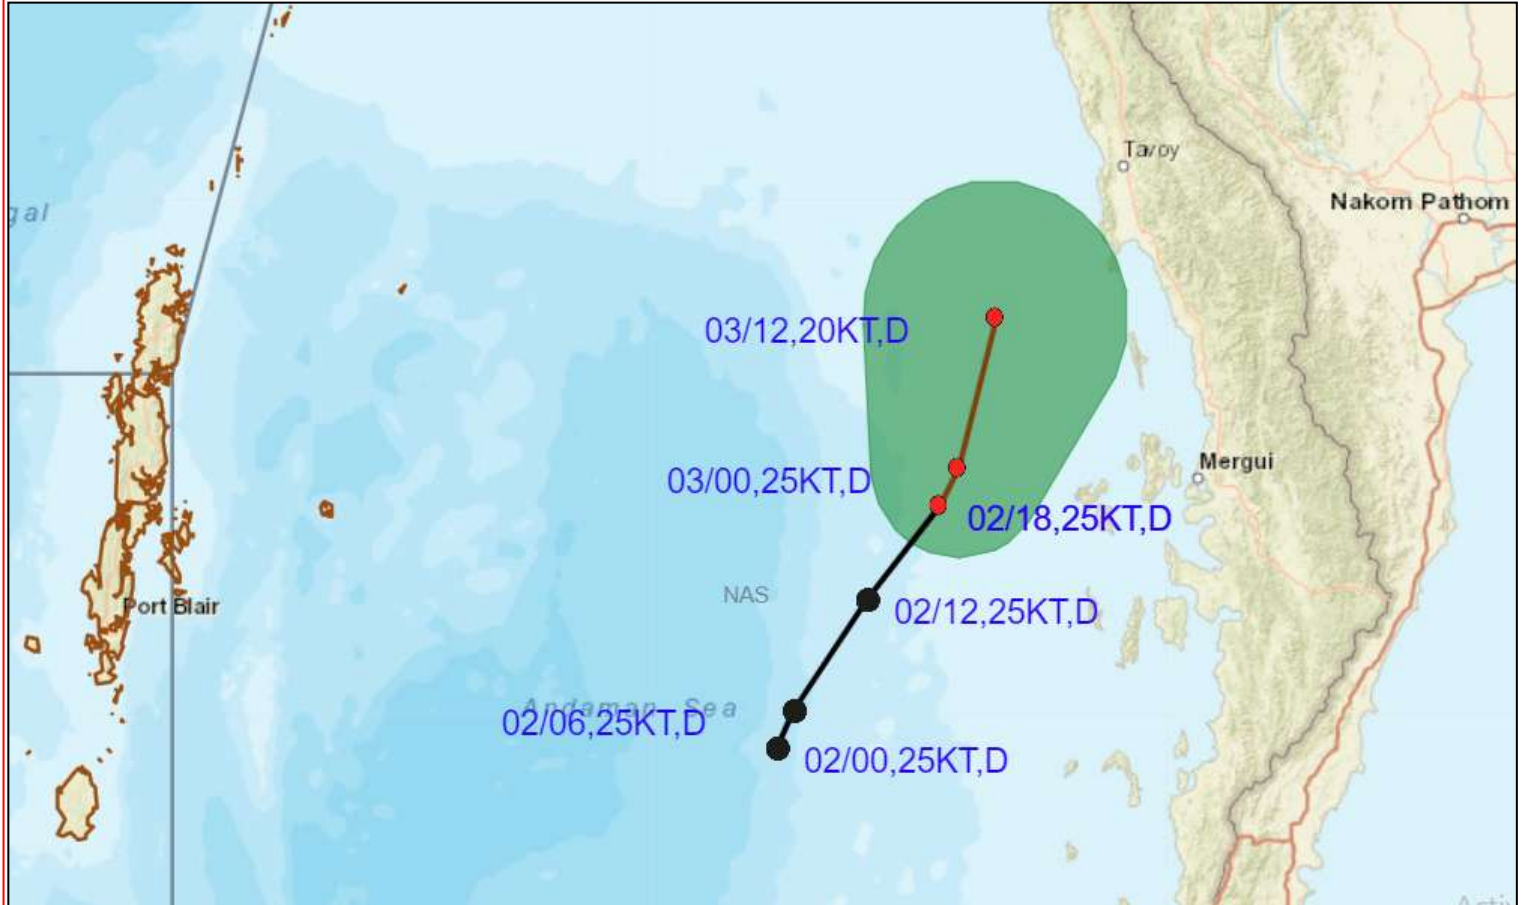 Tavoy
Nakorn Pathom
gal
03/12,20KT,D
Mergui
03/00,25KT,D
02/18,25KT,D
NAS
Port Blair
02/12,25KT,D
Andaman Sea
02/06,25KT,D
02/00,25KT,D